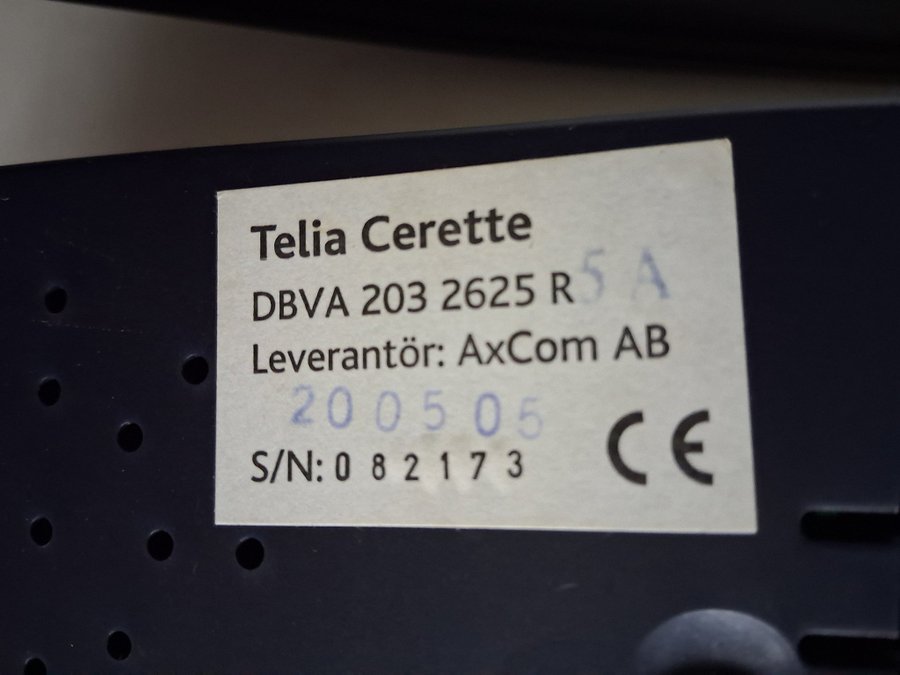 Telia Cerette
DBVA 203 2625 R5A
Leverantör: AxCom AB
200505
S/N: 082173
CE